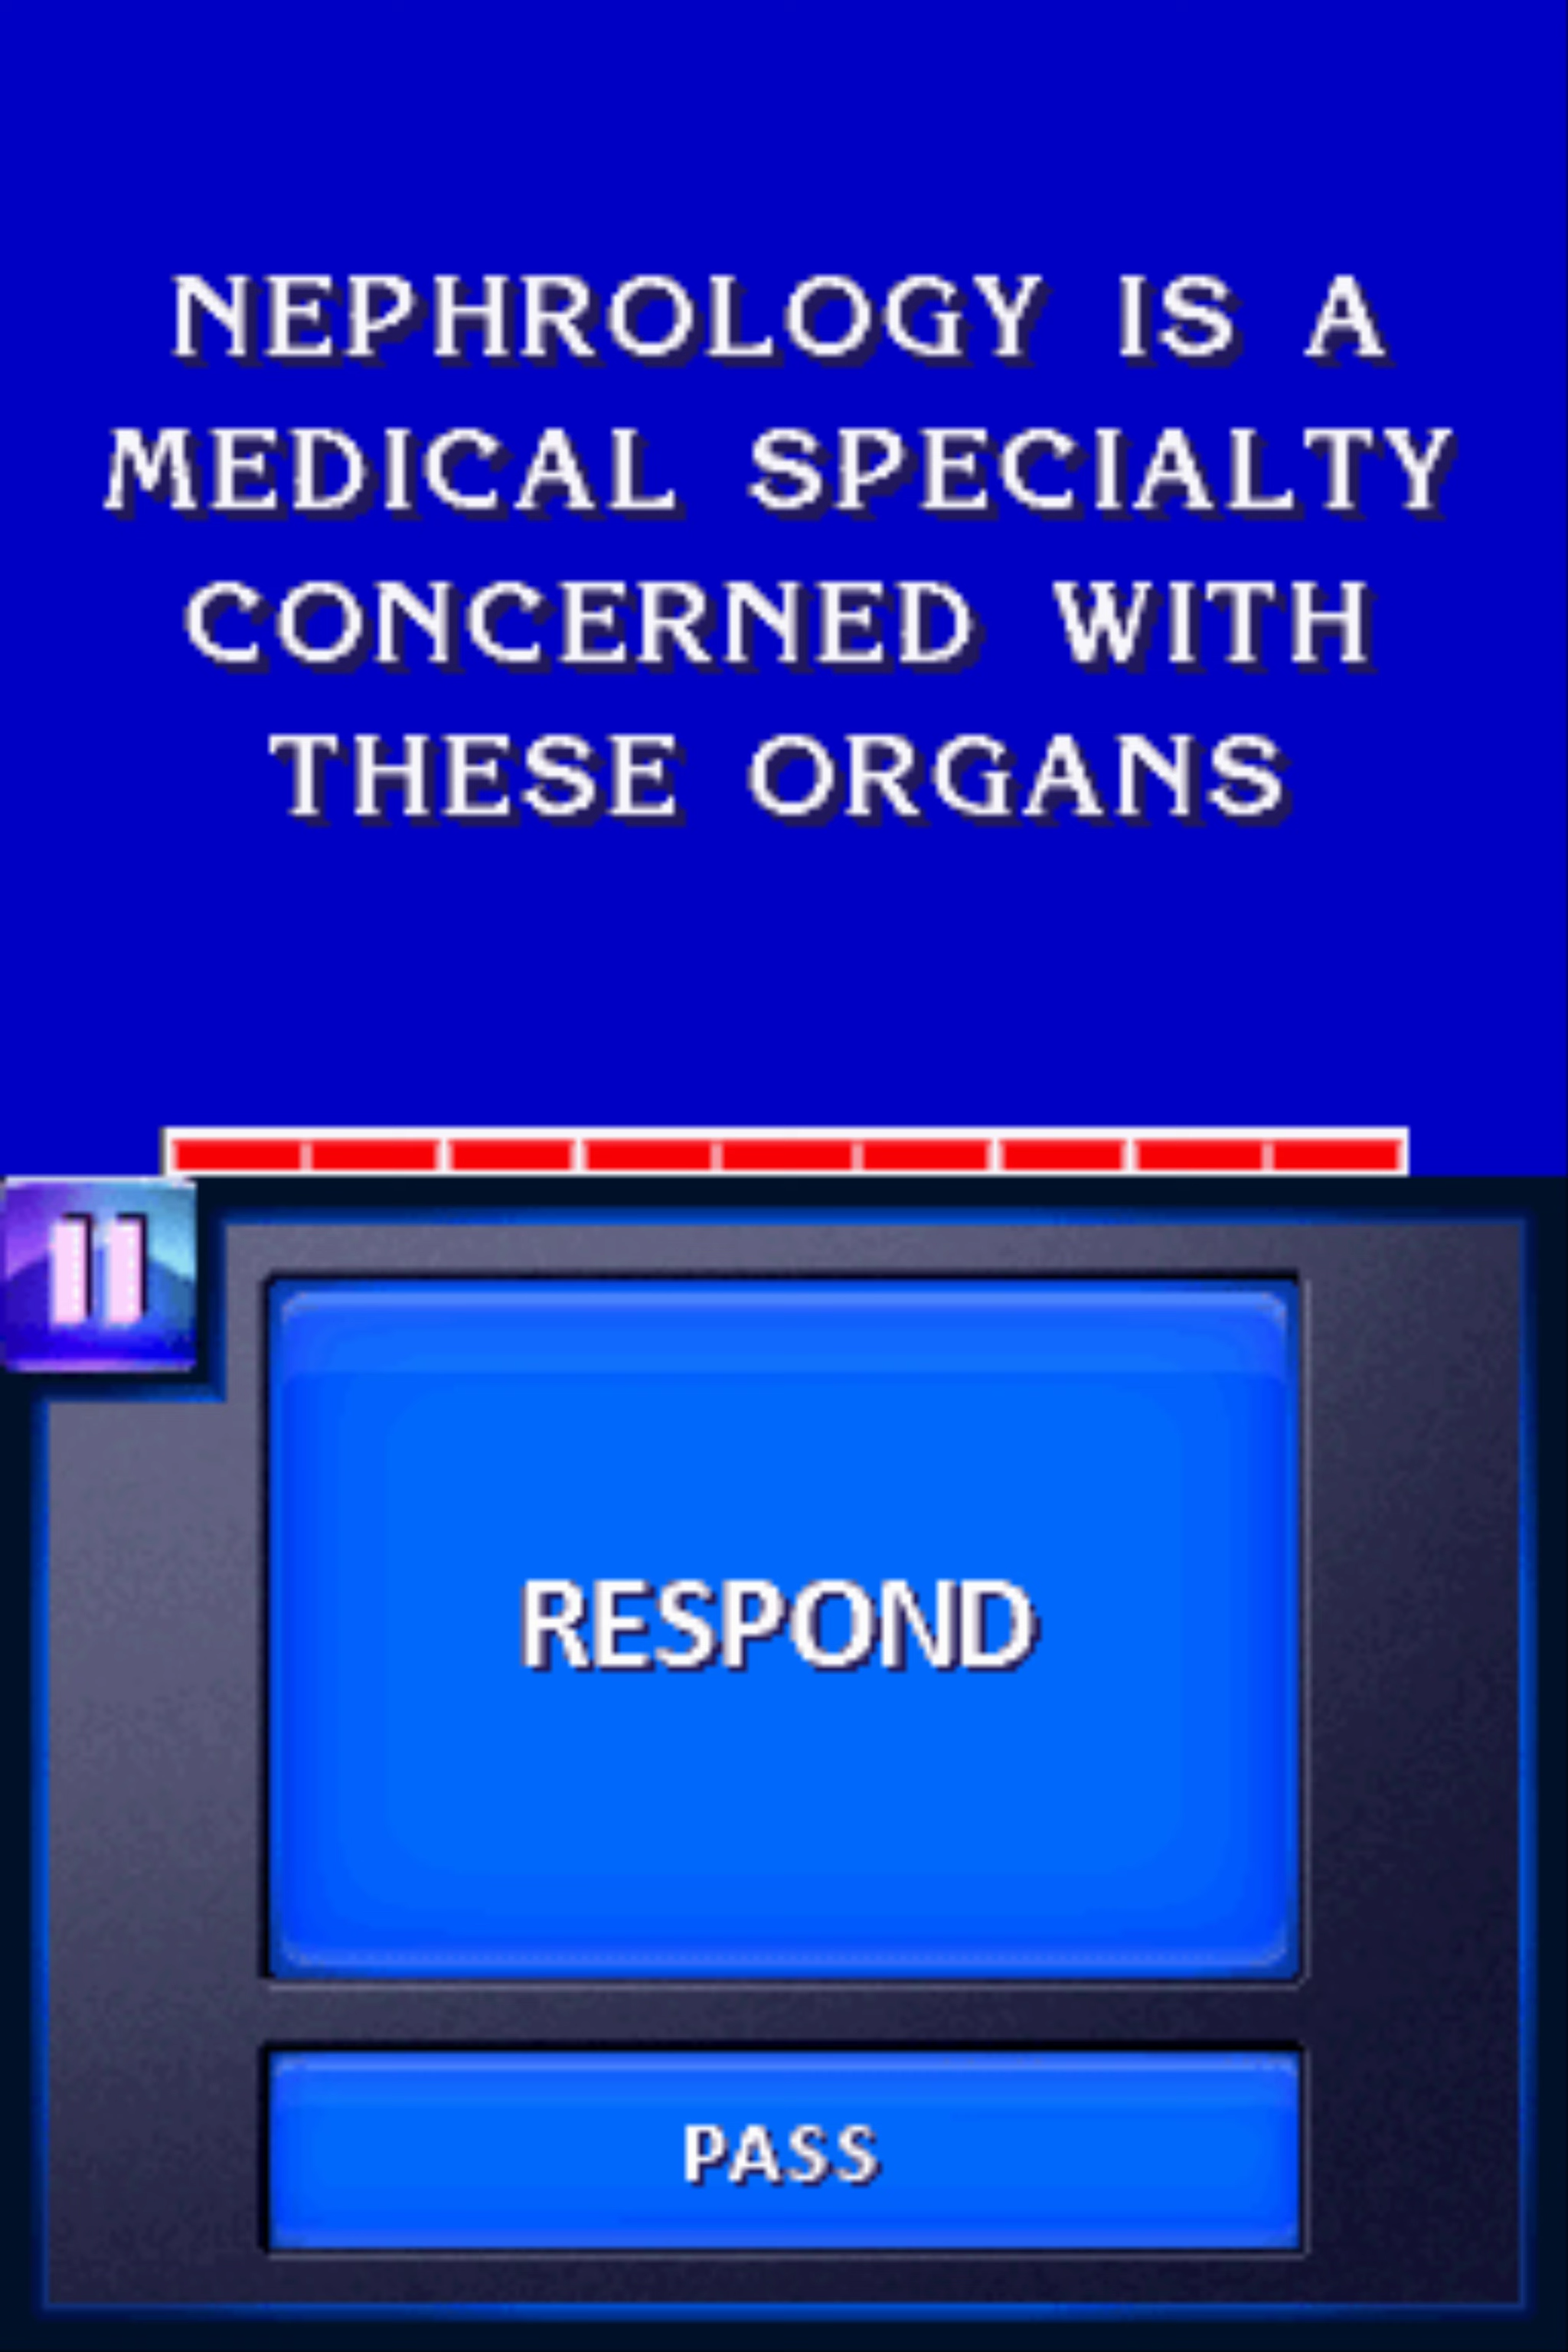 NEPHROLOGY IS A
MEDICAL SPECIALTY
CONCERNED WITH
THESE ORGANS
RESPOND
PASS